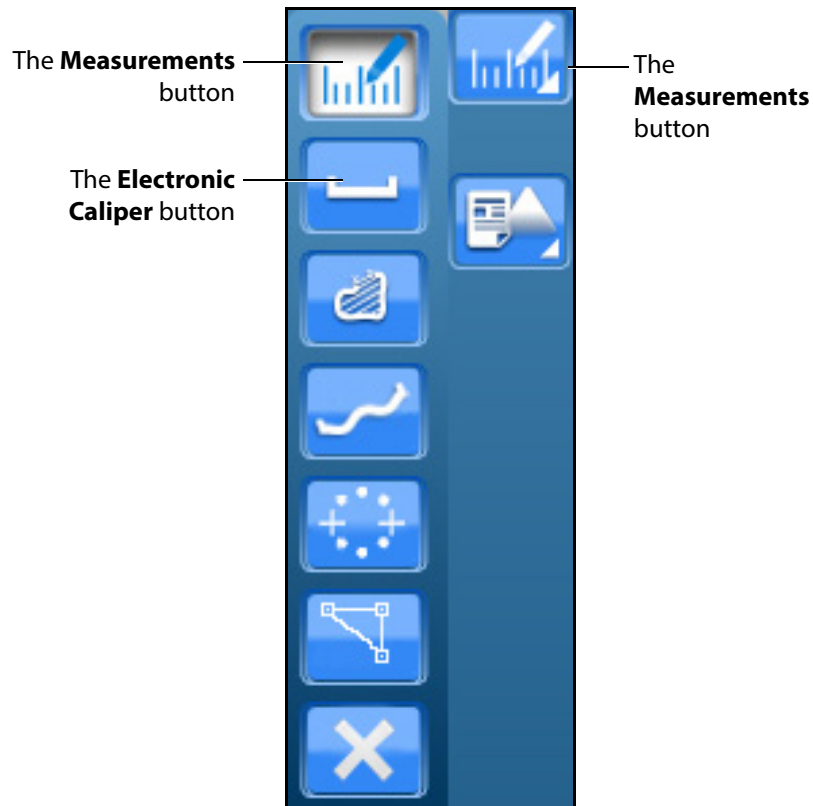 The Measurements
button
The
Measurements
button
The Electronic
Caliper button